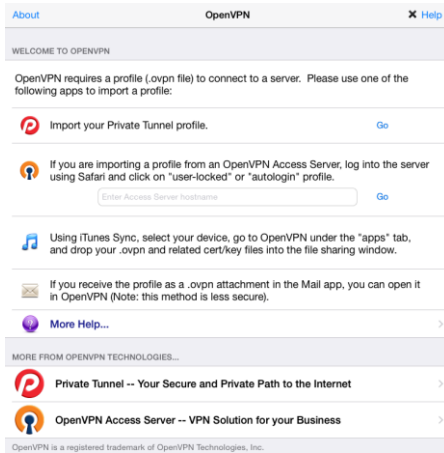 About OpenVPN ✖ Help
WELCOME TO OPENVPN
OpenVPN requires a profile (.ovpn file) to connect to a server. Please use one of the
following apps to import a profile:
Import your Private Tunnel profile. Go
If you are importing a profile from an OpenVPN Access Server, log into the server
using Safari and click on "user-locked" or "autologin" profile.
Enter Access Server hostname Go
Using iTunes Sync, select your device, go to OpenVPN under the "apps" tab,
and drop your .ovpn and related cert/key files into the file sharing window.
If you receive the profile as a .ovpn attachment in the Mail app, you can open it
in OpenVPN (Note: this method is less secure).
More Help...
MORE FROM OPENVPN TECHNOLOGIES...
Private Tunnel -- Your Secure and Private Path to the Internet
OpenVPN Access Server -- VPN Solution for your Business
OpenVPN is a registered trademark of OpenVPN Technologies, Inc.